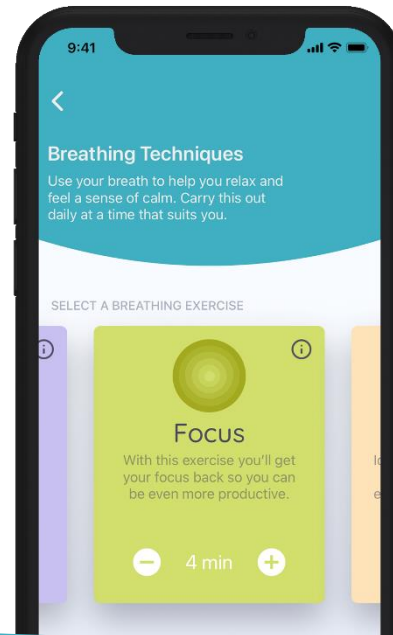 9:41
Breathing Techniques
Use your breath to help you relax and
feel a sense of calm. Carry this out
daily at a time that suits you.
SELECT A BREATHING EXERCISE
Focus
With this exercise you'll get
your focus back so you can
be even more productive.
4 min